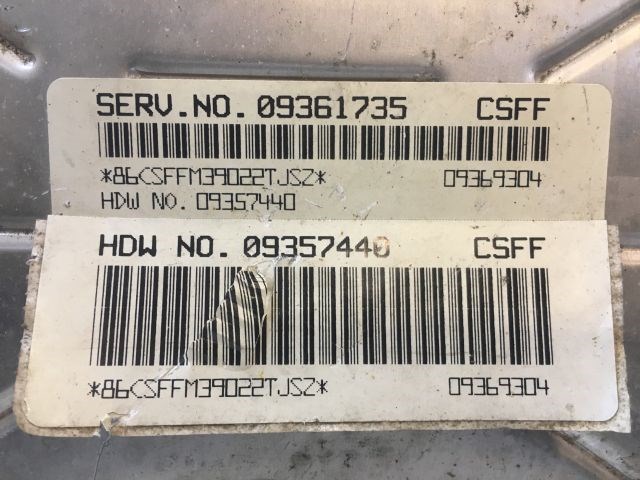 SERV.NO. 09361735 CSFF
*86CSFFM39022TJSZ* 09369304
HDW NO. 09357440
HDW NO. 09357440 CSFF
*86CSFFM39022TJSZ* 09369304